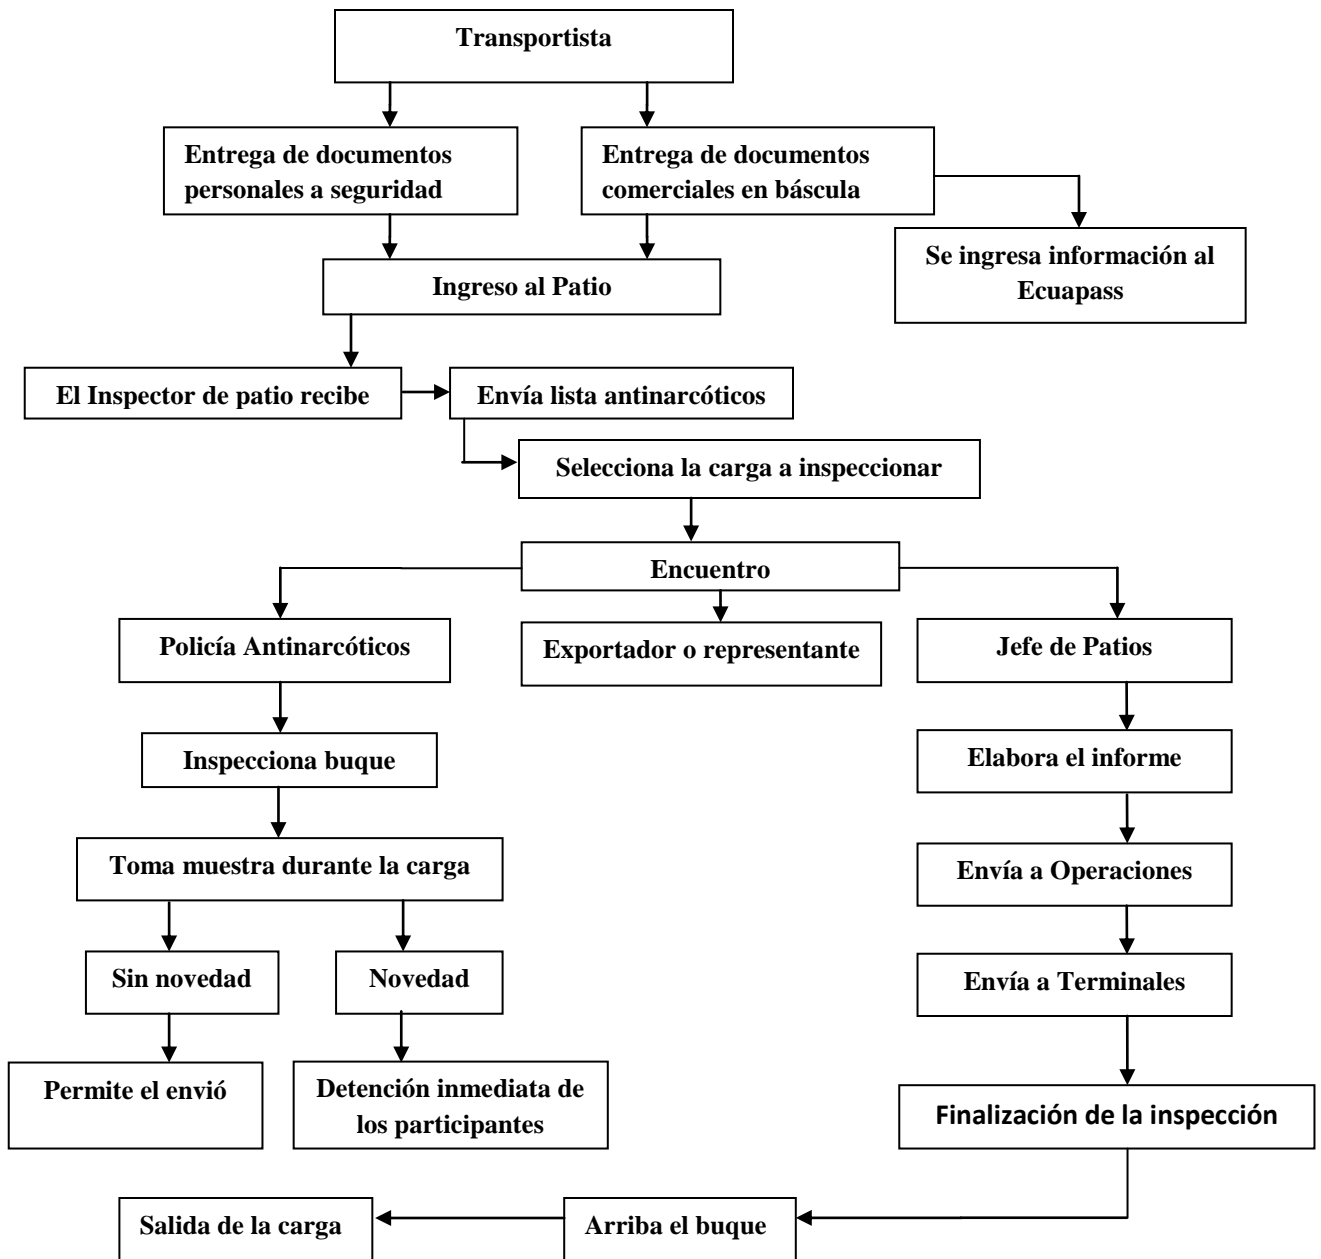 Transportista
Entrega de documentos
personales a seguridad
Entrega de documentos
comerciales en báscula
Se ingresa información al
Ecuapass
Ingreso al Patio
El Inspector de patio recibe
Envía lista antinarcóticos
Selecciona la carga a inspeccionar
Encuentro
Policía Antinarcóticos
Exportador o representante
Jefe de Patios
Inspecciona buque
Elabora el informe
Toma muestra durante la carga
Envía a Operaciones
Sin novedad
Novedad
Envía a Terminales
Permite el envió
Detención inmediata de
los participantes
Finalización de la inspección
Salida de la carga
Arriba el buque